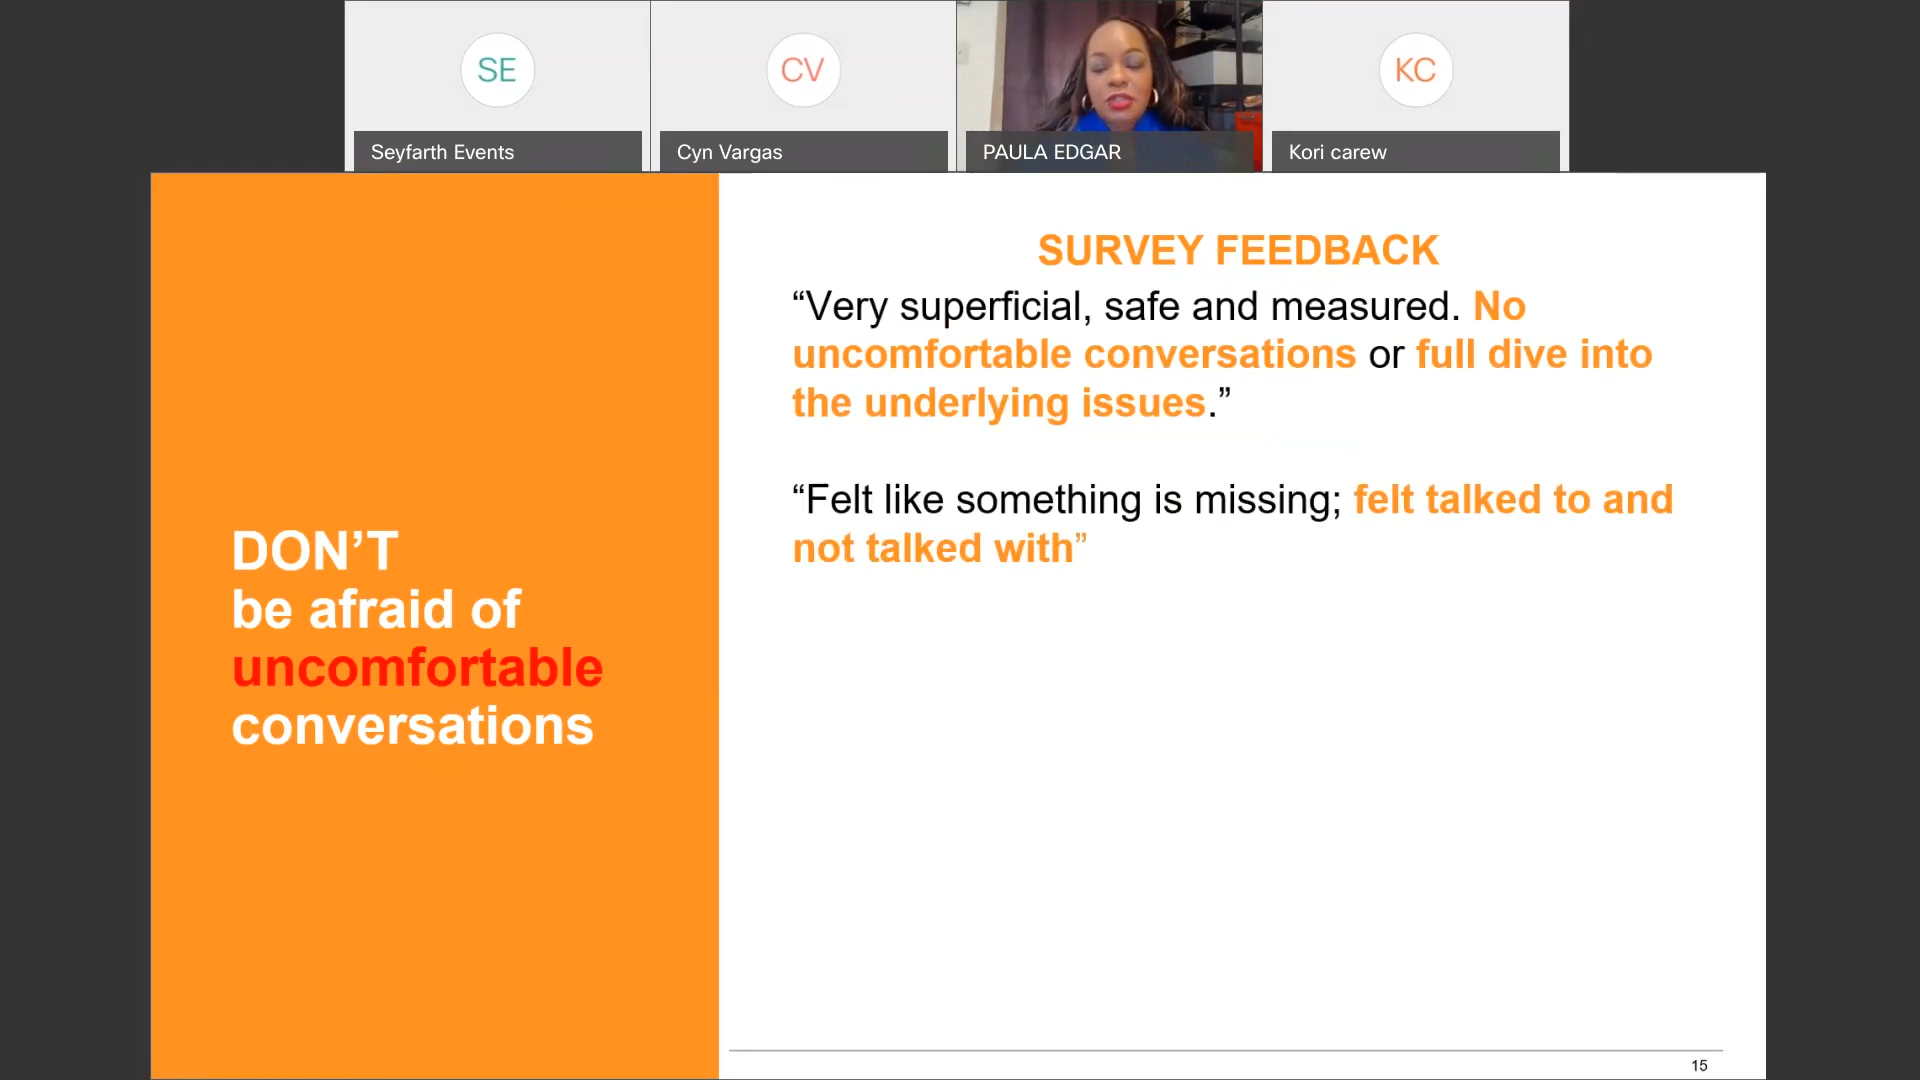 SE
CV
KC
Seyfarth Events
Cyn Vargas
PAULA EDGAR
Kori carew
DON’T
be afraid of
uncomfortable
conversations
SURVEY FEEDBACK
“Very superficial, safe and measured. No
uncomfortable conversations or full dive into
the underlying issues.”
“Felt like something is missing; felt talked to and
not talked with”
15